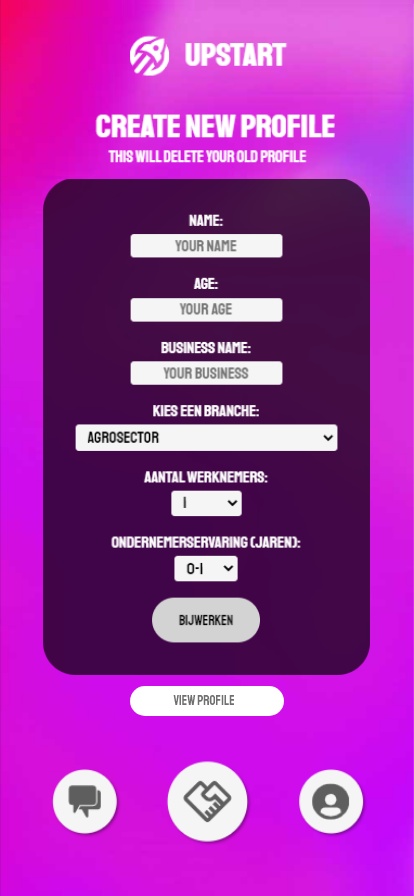 UPSTART
CREATE NEW PROFILE
THIS WILL DELETE YOUR OLD PROFILE
NAME:
YOUR NAME
AGE:
YOUR AGE
BUSINESS NAME:
YOUR BUSINESS
KIES EEN BRANCHE:
AGROSECTOR
AANTAL WERKNEMERS:
1
ONDERNEMERSERVARING (JAREN):
0-1
BIJWERKEN
VIEW PROFILE